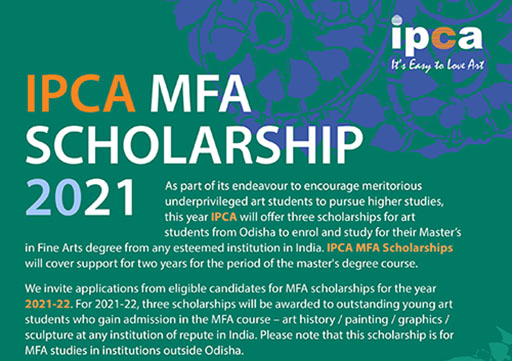 ipca
It's Easy to Love Art
IPCA MFA
SCHOLARSHIP
2021
As part of its endeavour to encourage meritorious
underprivileged art students to pursue higher studies,
this year IPCA will offer three scholarships for art
students from Odisha to enrol and study for their Master's
in Fine Arts degree from any esteemed institution in India. IPCA MFA Scholarships
will cover support for two years for the period of the master's degree course.
We invite applications from eligible candidates for MFA scholarships for the year
2021-22. For 2021-22, three scholarships will be awarded to outstanding young art
students who gain admission in the MFA course – art history / painting / graphics /
sculpture at any institution of repute in India. Please note that this scholarship is for
MFA studies in institutions outside Odisha.